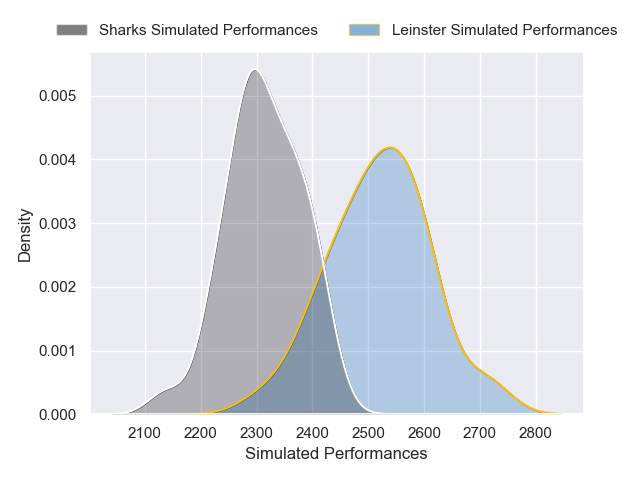 Sharks Simulated Performances
Leinster Simulated Performances
Density
0.005
0.004
0.003
0.002
0.001
0.000
2100 2200 2300 2400 2500 2600 2700 2800
Simulated Performances